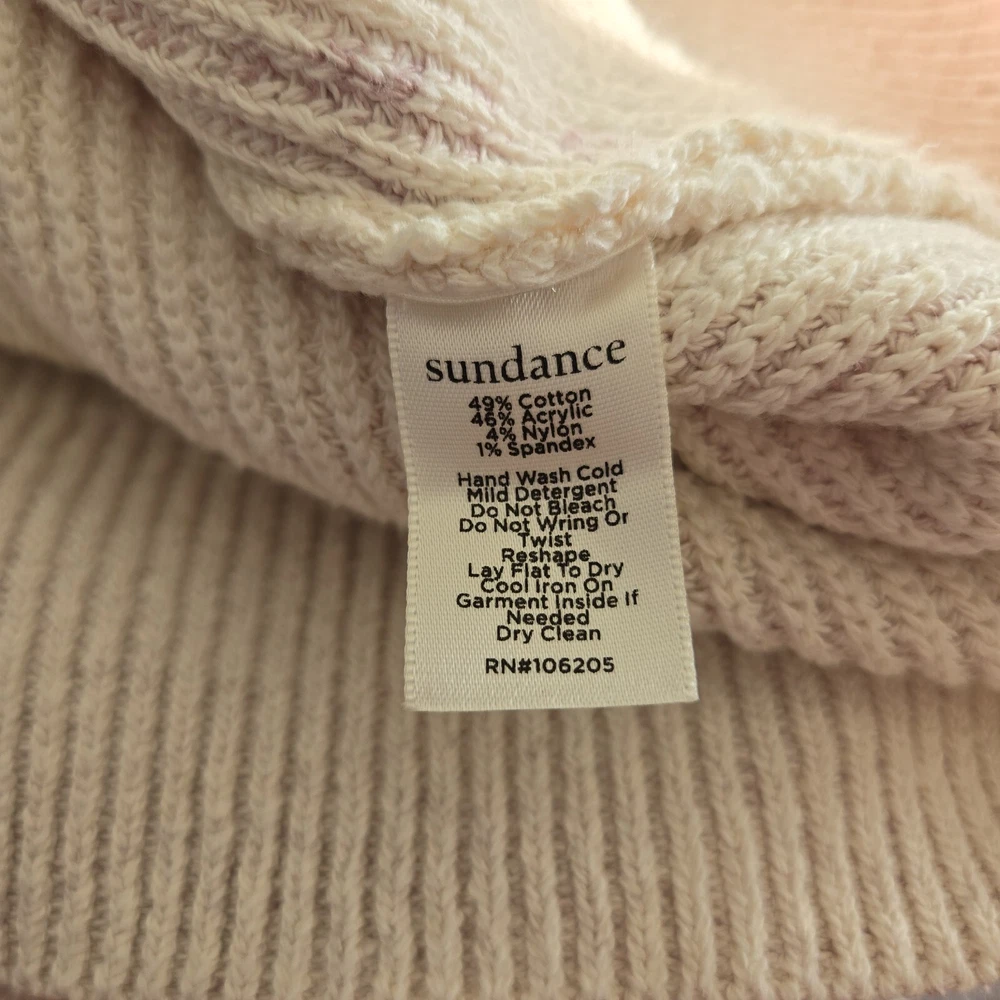 sundance
49% Cotton
46% Acrylic
4% Nylon
1% Spandex
Hand Wash Cold
Mild Detergent
Do Not Bleach
Do Not Wring Or
Twist
Reshape
Lay Flat To Dry
Cool Iron On
Garment Inside If
Needed
Dry Clean
RN#106205